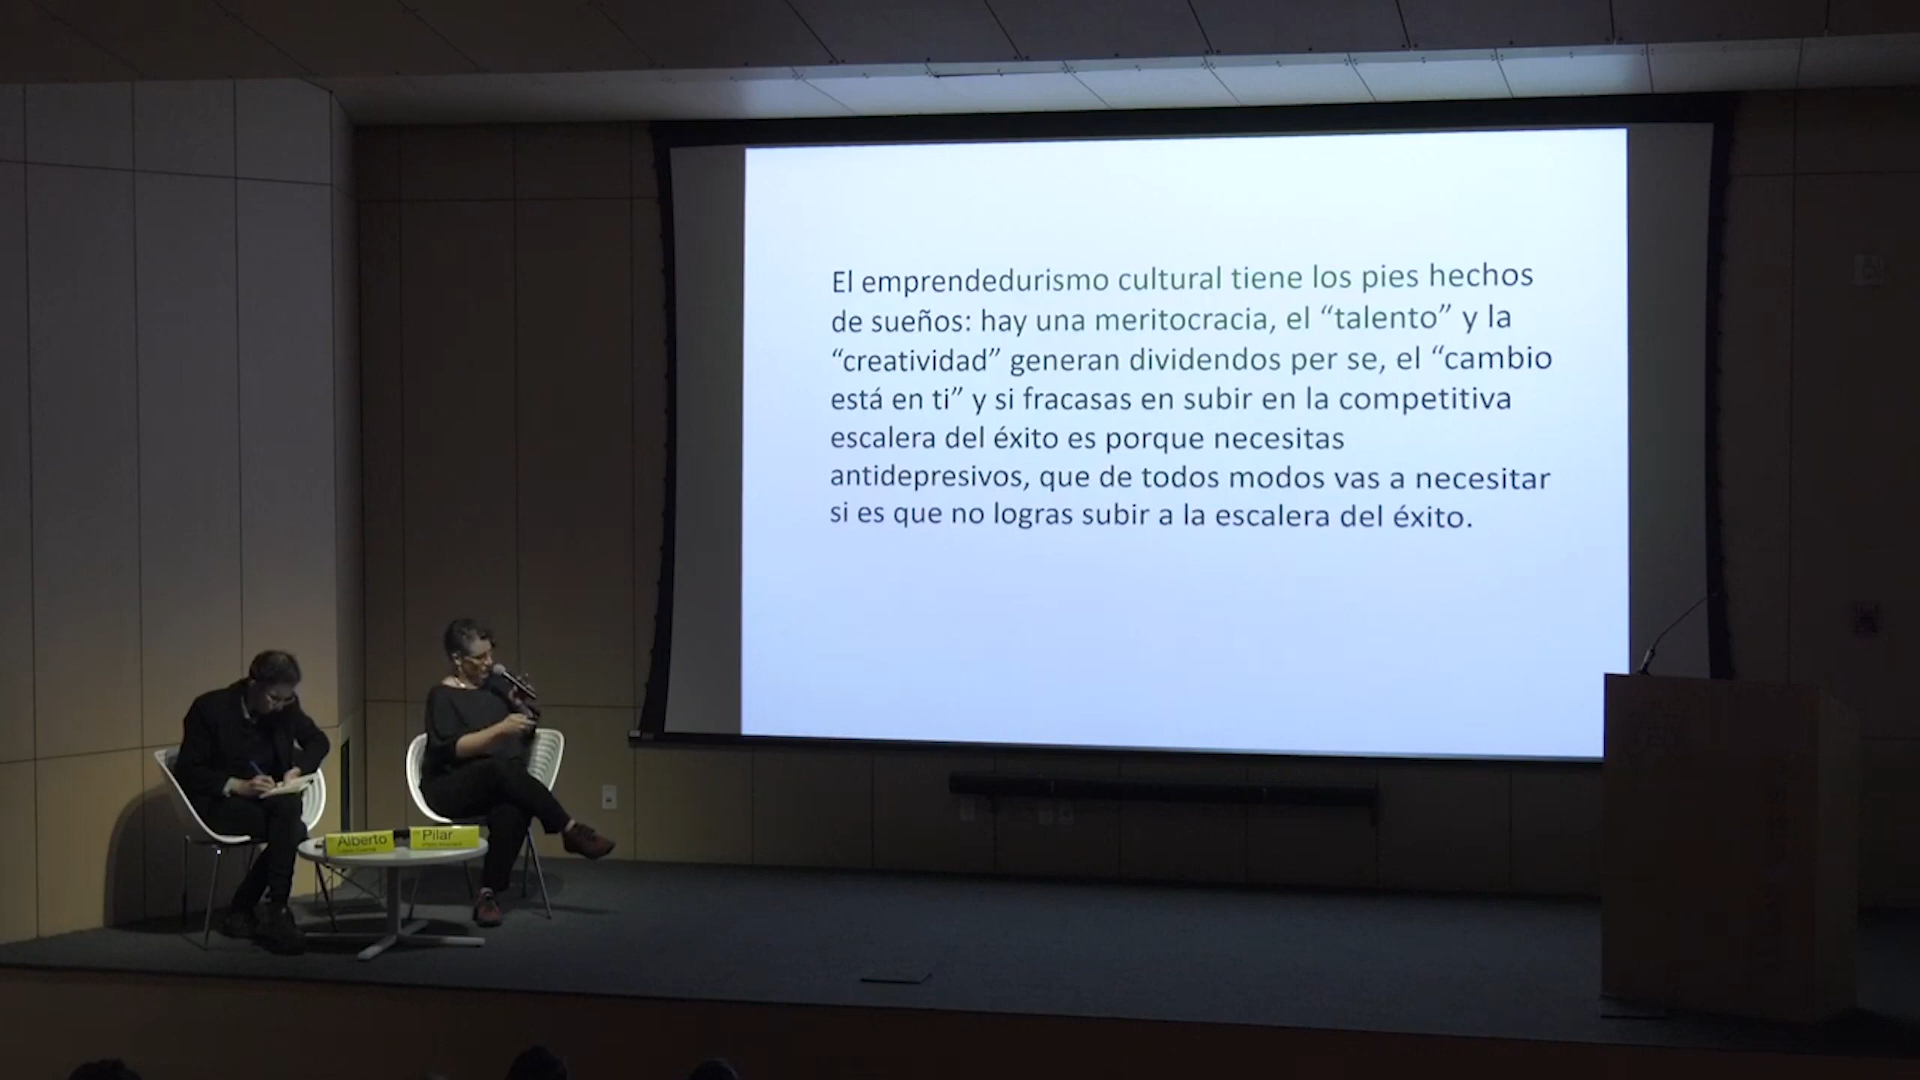 El emprendedurismo cultural tiene los pies hechos
de sueños: hay una meritocracia, el “talento” y la
“creatividad” generan dividendos per se, el “cambio
está en ti” y si fracasas en subir en la competitiva
escalera del éxito es porque necesitas
antidepresivos, que de todos modos vas a necesitar
si es que no logras subir a la escalera del éxito.
Alberto
Pilar